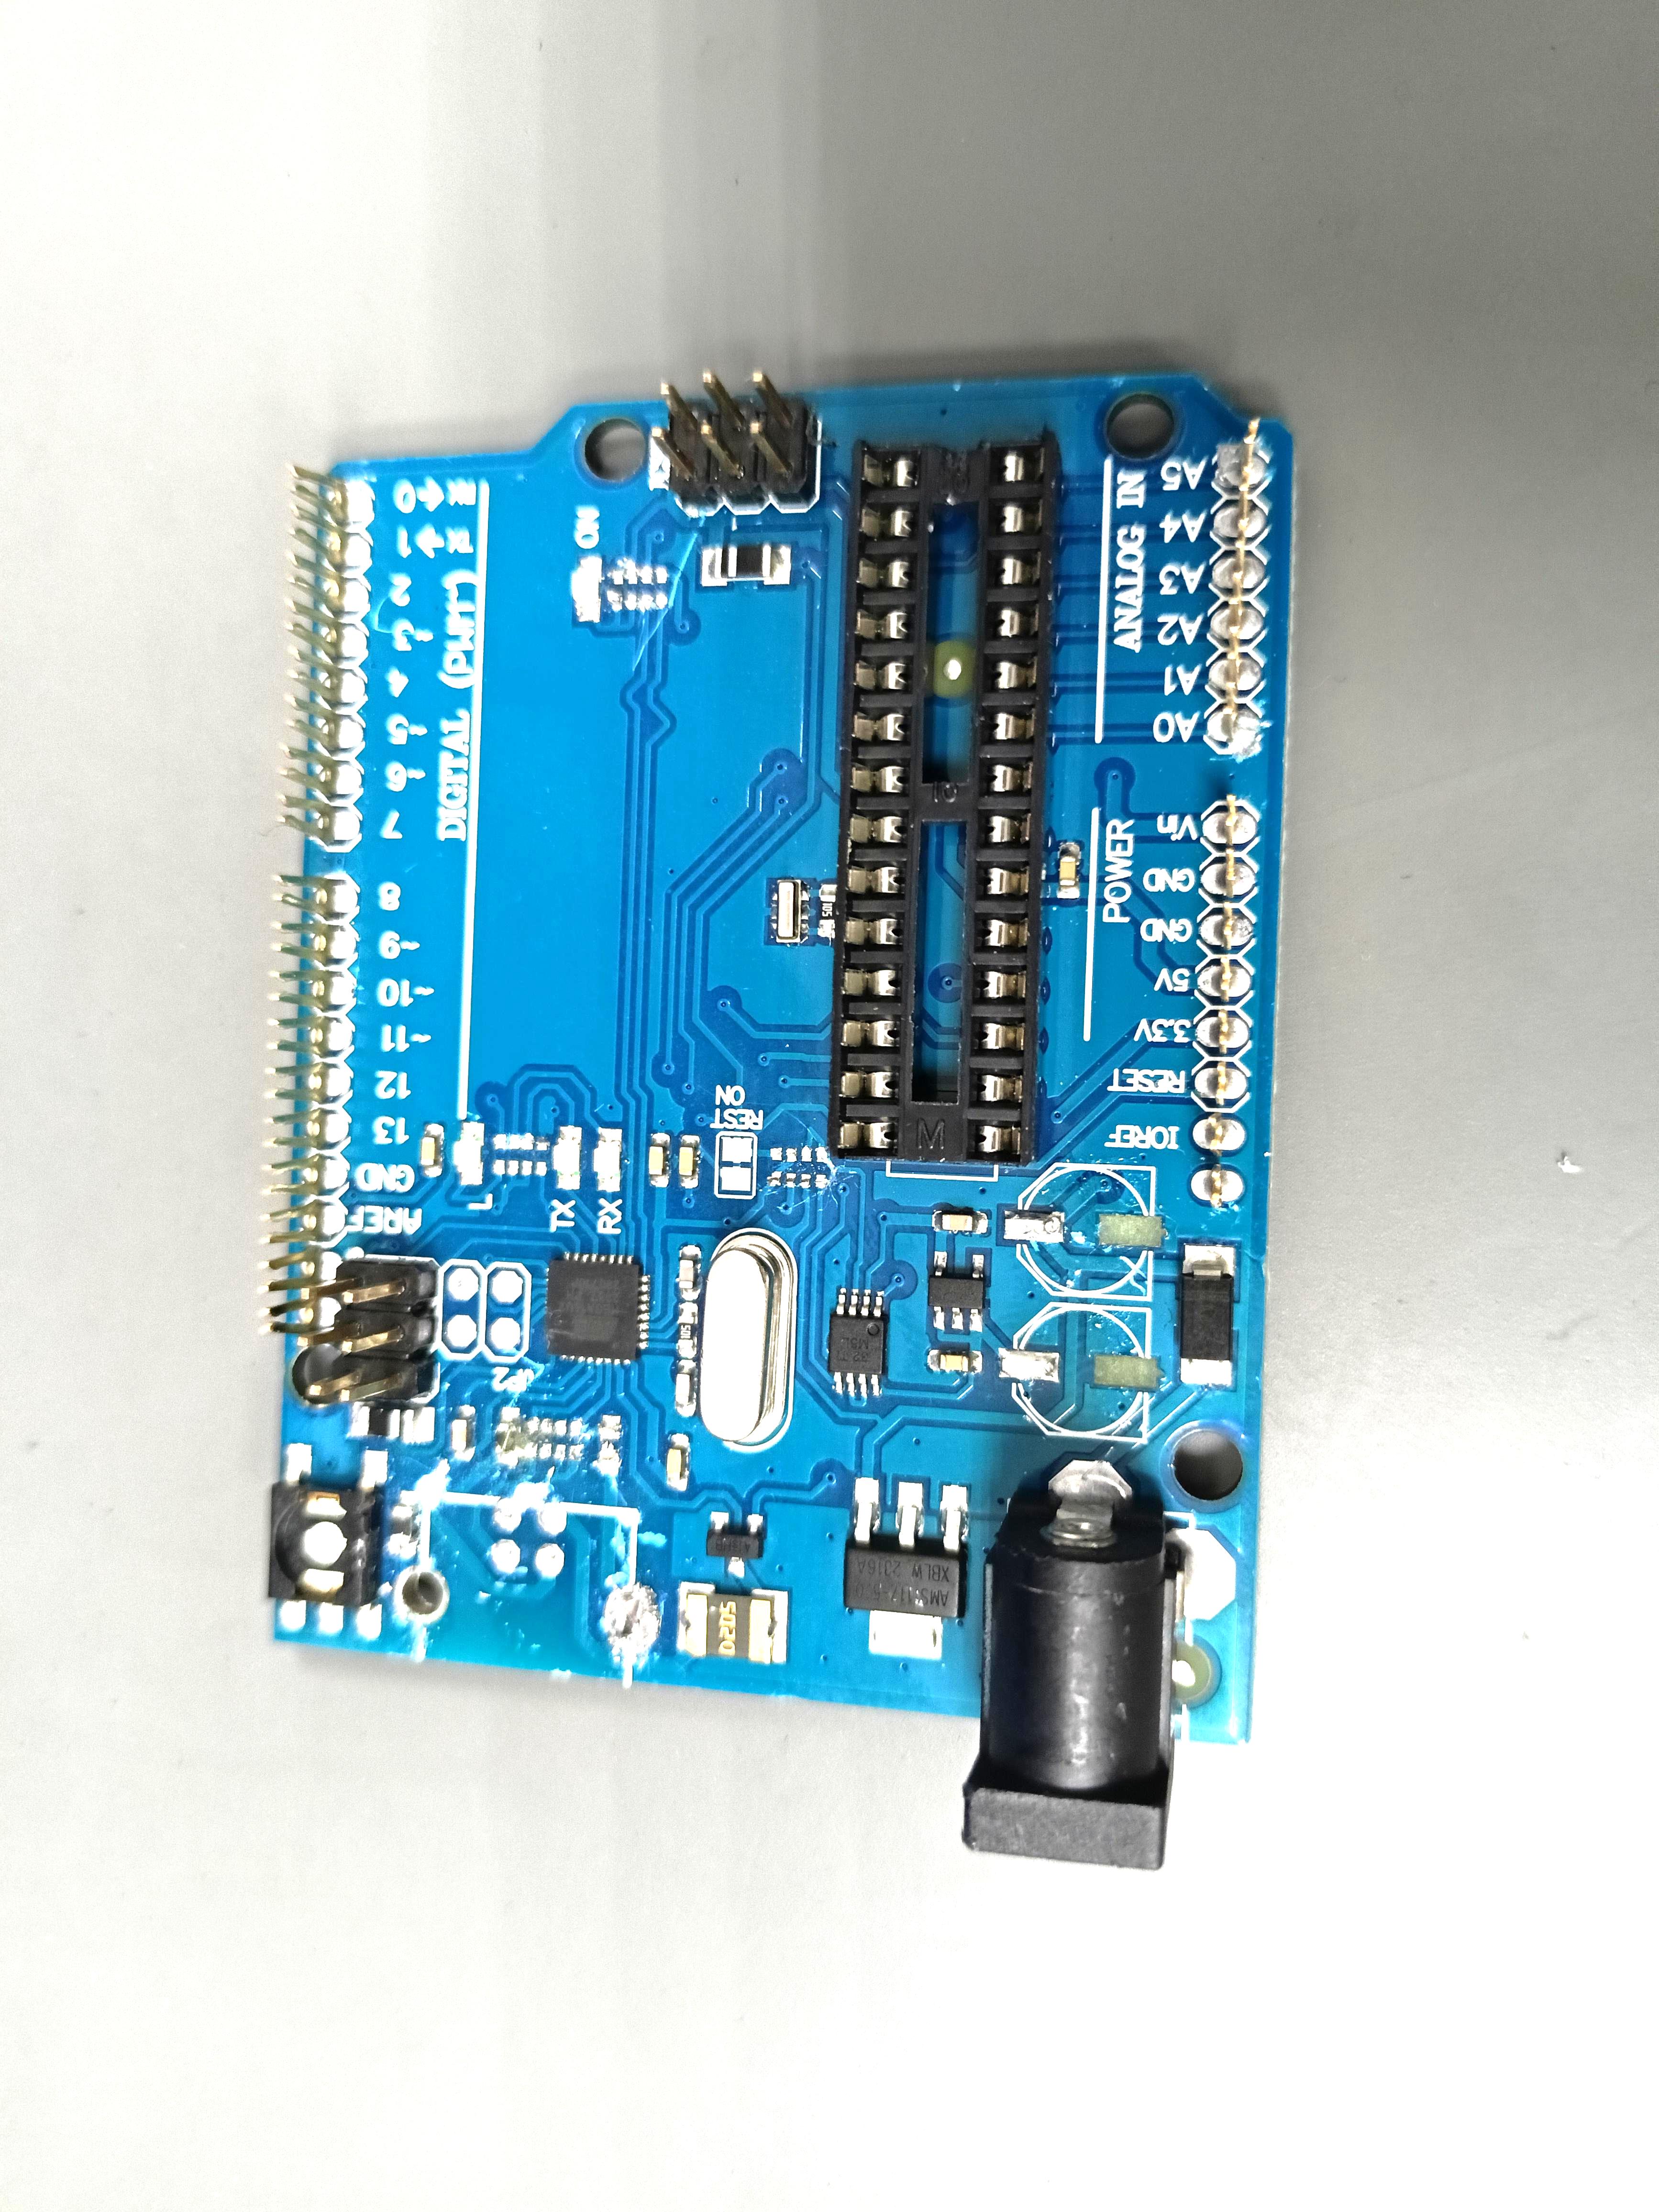 RX
←0
TX
→1
2
~3
4
~5
~6
7
DIGITAL (PWM~)
8
~9
~10
~11
12
13
GND
AREF
ON
L
TX
RX
REST
ON
JP2
ANALOG IN
A5
A4
A3
A2
A1
A0
POWER
Vin
GND
GND
5V
3.3V
RESET
IOREF
M
XBLW 2316A